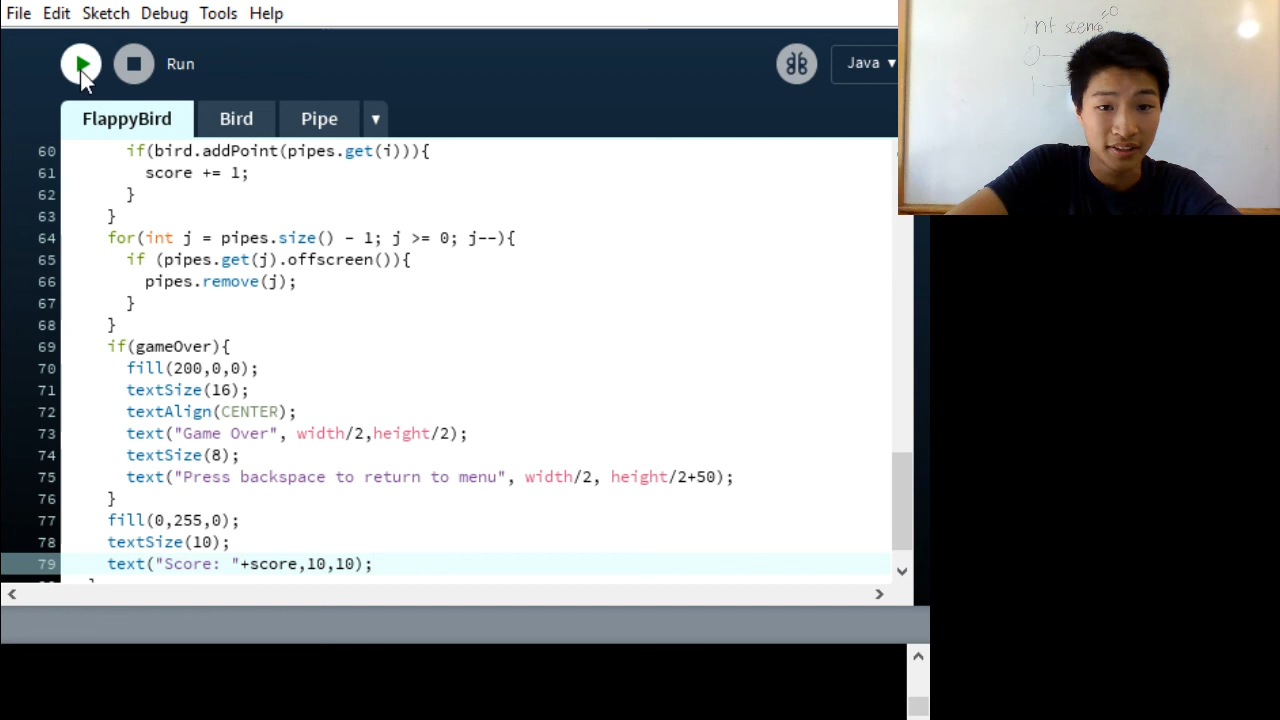 File Edit Sketch Debug Tools Help
int scene=0
0
1
Run
Java ▾
FlappyBird Bird Pipe ▾
60 if(bird.addPoint(pipes.get(i))){
61 score += 1;
62 }
63 }
64 for(int j = pipes.size() - 1; j >= 0; j--){
65 if (pipes.get(j).offscreen()){
66 pipes.remove(j);
67 }
68 }
69 if(gameOver){
70 fill(200,0,0);
71 textSize(16);
72 textAlign(CENTER);
73 text("Game Over", width/2,height/2);
74 textSize(8);
75 text("Press backspace to return to menu", width/2, height/2+50);
76 }
77 fill(0,255,0);
78 textSize(10);
79 text("Score: "+score,10,10);